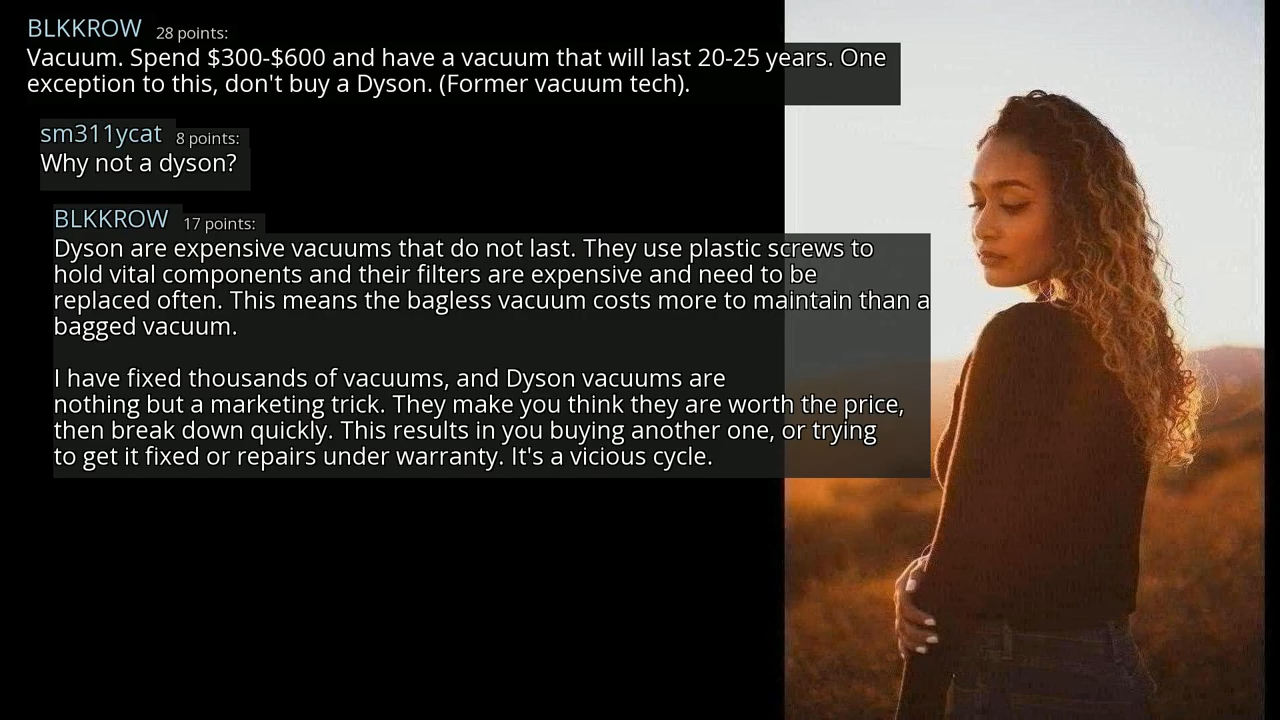 BLKKROW 28 points:
Vacuum. Spend $300-$600 and have a vacuum that will last 20-25 years. One
exception to this, don't buy a Dyson. (Former vacuum tech).
sm311ycat 8 points:
Why not a dyson?
BLKKROW 17 points:
Dyson are expensive vacuums that do not last. They use plastic screws to
hold vital components and their filters are expensive and need to be
replaced often. This means the bagless vacuum costs more to maintain than a
bagged vacuum.
I have fixed thousands of vacuums, and Dyson vacuums are
nothing but a marketing trick. They make you think they are worth the price,
then break down quickly. This results in you buying another one, or trying
to get it fixed or repairs under warranty. It's a vicious cycle.